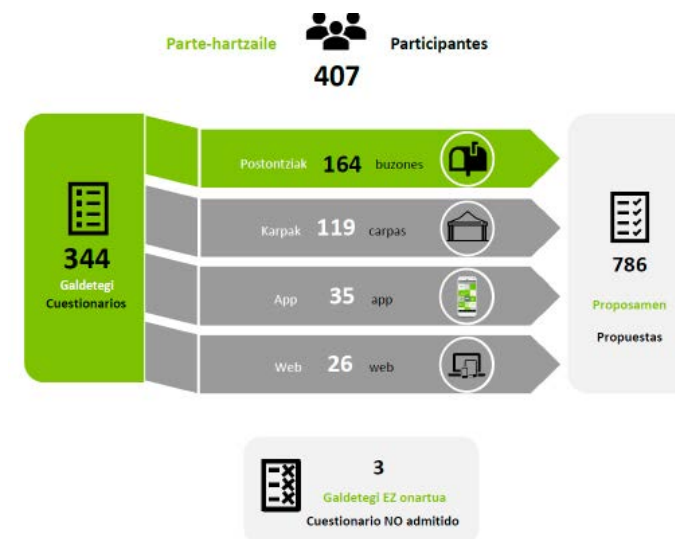 Parte-hartzaile Participantes
407
Postontziak 164 buzones
Karpak 119 carpas
App 35 app
Web 26 web
344
Galdetegi
Cuestionarios
786
Proposamen
Propuestas
3
Galdetegi EZ onartua
Cuestionario NO admitido